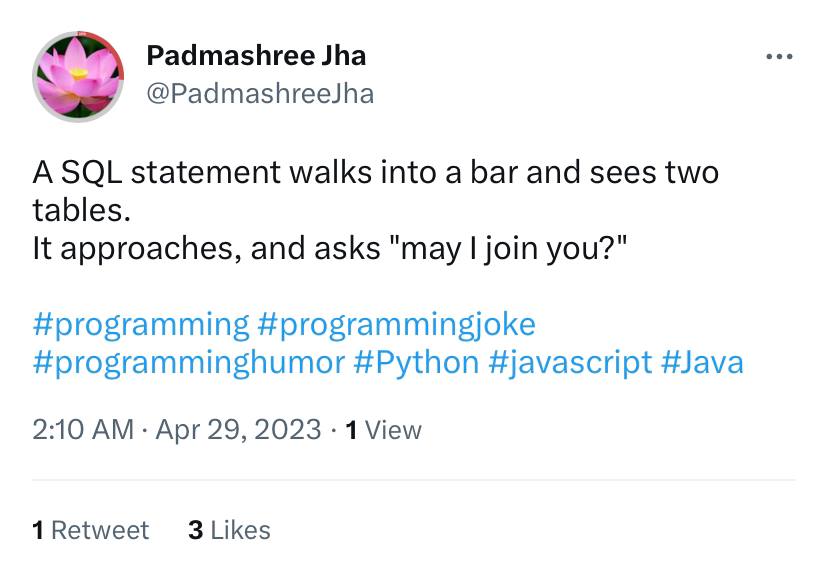 Padmashree Jha
@PadmashreeJha
A SQL statement walks into a bar and sees two
tables.
It approaches, and asks "may I join you?"
#programming #programmingjoke
#programminghumor #Python #javascript #Java
2:10 AM · Apr 29, 2023 · 1 View
1 Retweet 3 Likes